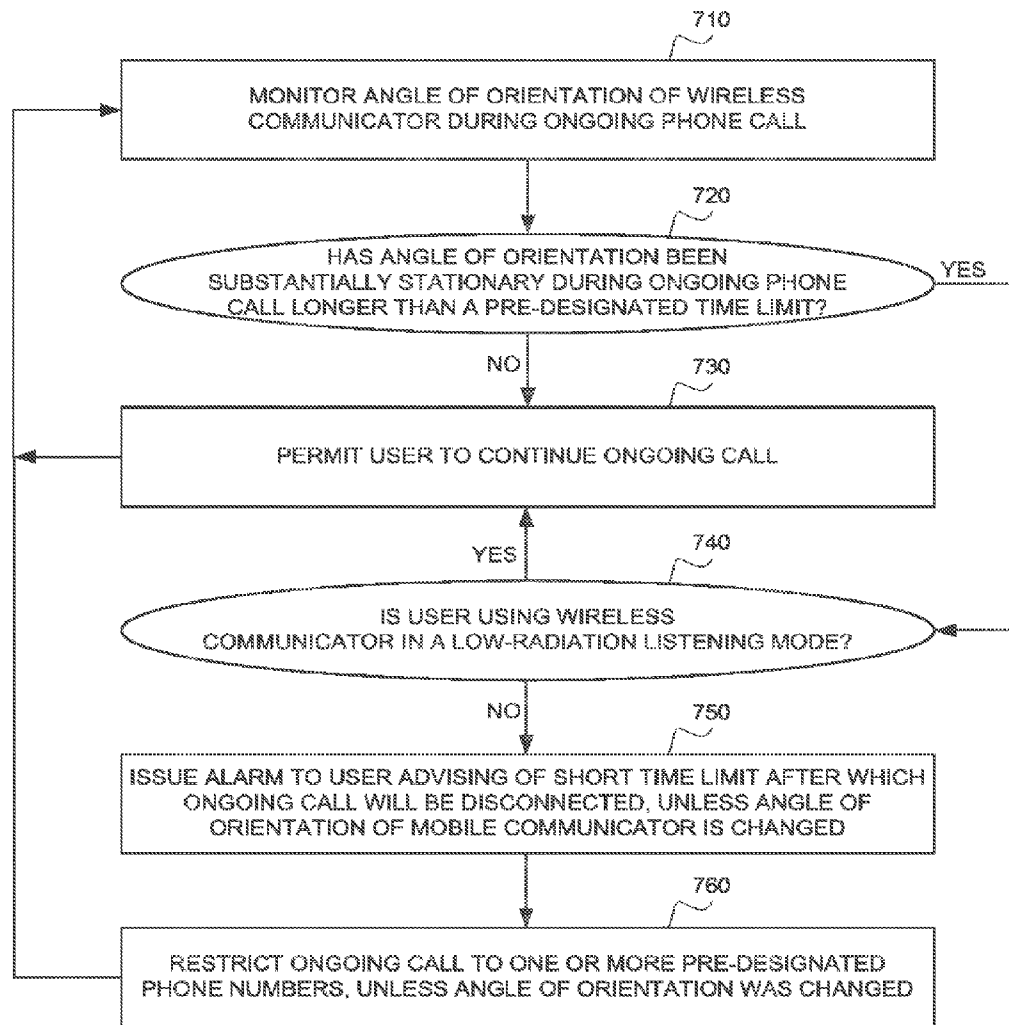 710
MONITOR ANGLE OF ORIENTATION OF WIRELESS
COMMUNICATOR DURING ONGOING PHONE CALL
720
HAS ANGLE OF ORIENTATION BEEN
SUBSTANTIALLY STATIONARY DURING ONGOING PHONE
CALL LONGER THAN A PRE-DESIGNATED TIME LIMIT?
YES
NO
730
PERMIT USER TO CONTINUE ONGOING CALL
YES
740
IS USER USING WIRELESS
COMMUNICATOR IN A LOW-RADIATION LISTENING MODE?
NO
750
ISSUE ALARM TO USER ADVISING OF SHORT TIME LIMIT AFTER WHICH
ONGOING CALL WILL BE DISCONNECTED, UNLESS ANGLE OF
ORIENTATION OF MOBILE COMMUNICATOR IS CHANGED
760
RESTRICT ONGOING CALL TO ONE OR MORE PRE-DESIGNATED
PHONE NUMBERS, UNLESS ANGLE OF ORIENTATION WAS CHANGED